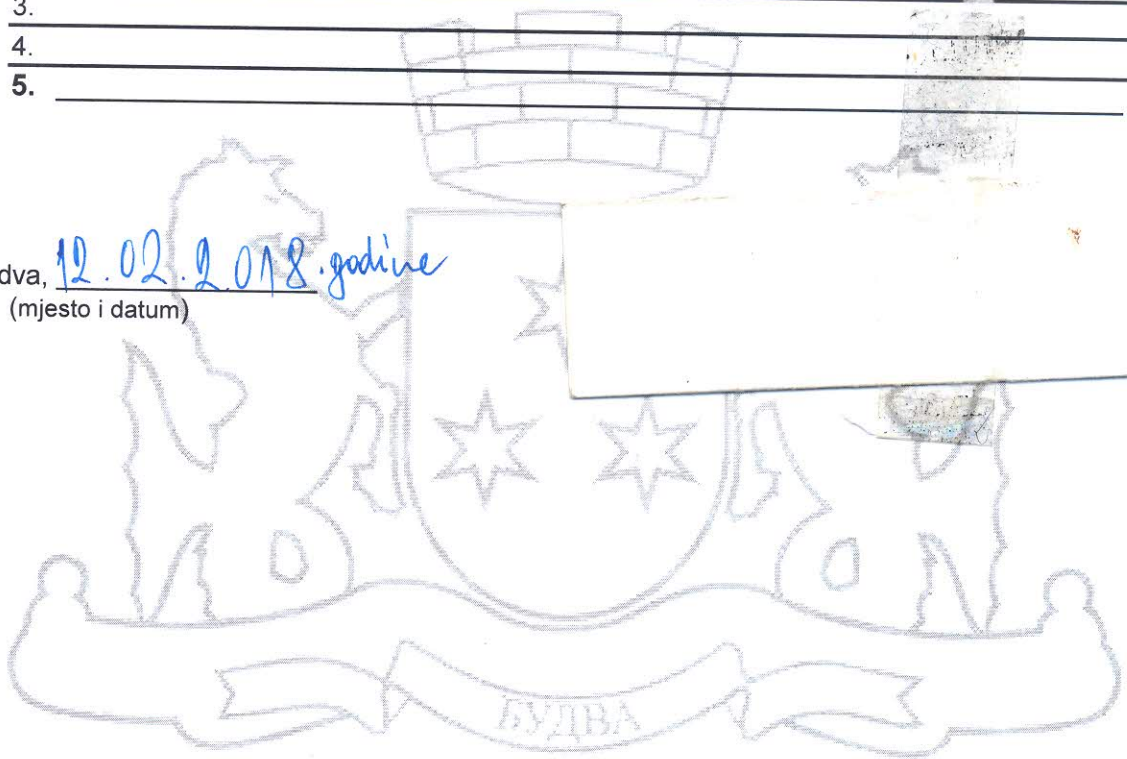 3.
4.
5.
dva, 12.02.2018.godine
(mjesto i datum)
БУДВА